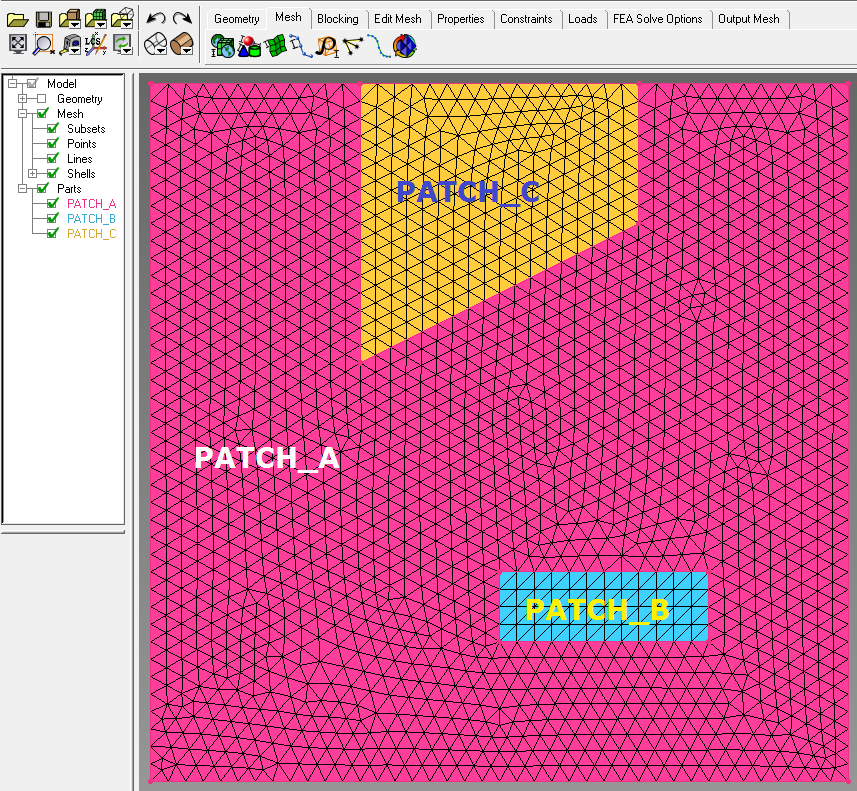 Geometry Mesh Blocking Edit Mesh Properties Constraints Loads FEA Solve Options Output Mesh
LCS
Model
Geometry
Mesh
Subsets
Points
Lines
Shells
Parts
PATCH_A
PATCH_B
PATCH_C
PATCH_C
PATCH_A
PATCH_B